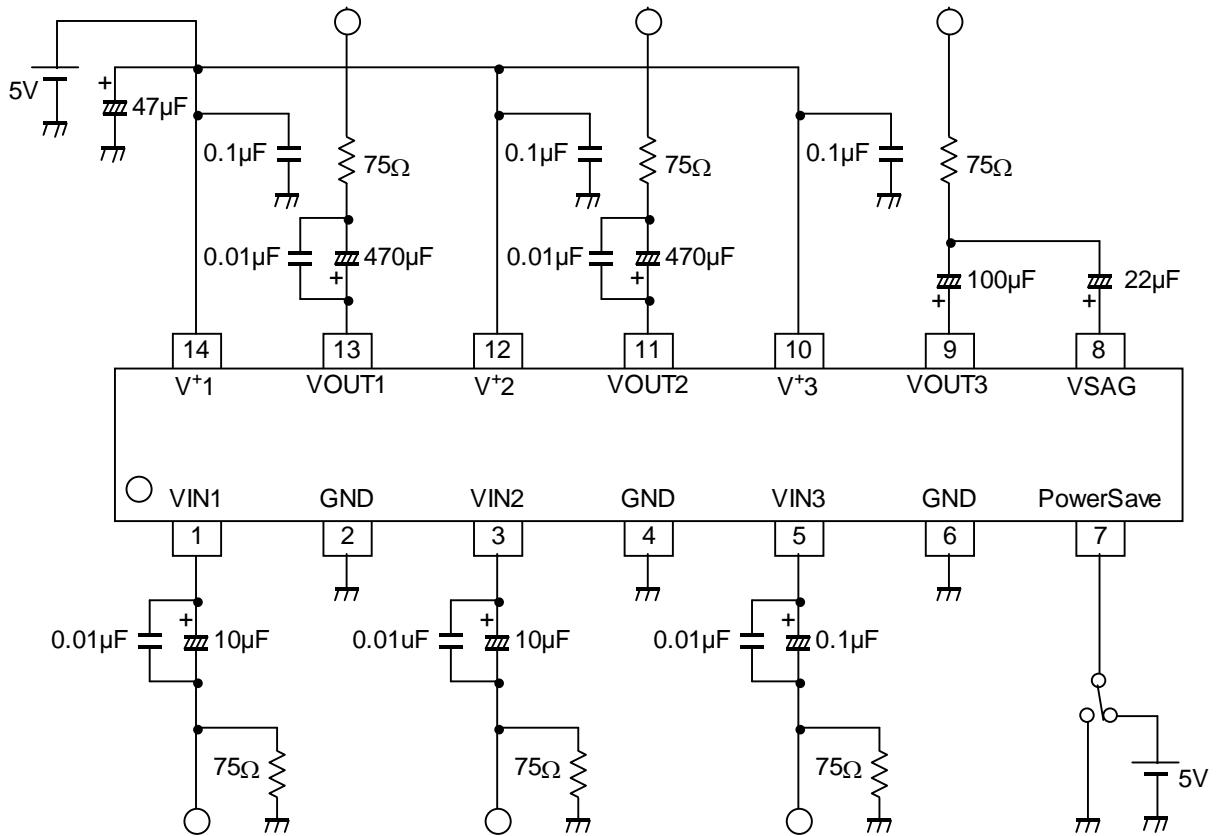 5V
47µF
0.1µF
75Ω
0.1µF
75Ω
0.1µF
75Ω
0.01µF
470µF
0.01µF
470µF
100µF
22µF
+
+
+
+
+
14
13
12
11
10
9
8
V+1
VOUT1
V+2
VOUT2
V+3
VOUT3
VSAG
VIN1
GND
VIN2
GND
VIN3
GND
PowerSave
1
2
3
4
5
6
7
+
+
+
0.01µF
10µF
0.01uF
10µF
0.01µF
0.1µF
75Ω
75Ω
75Ω
5V